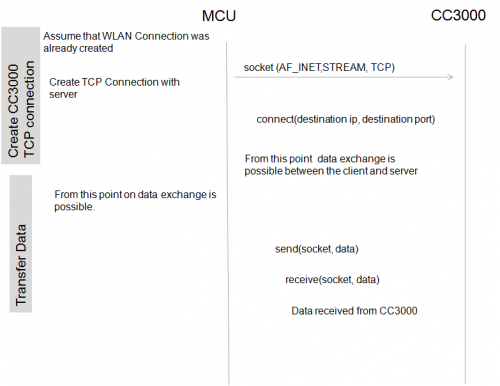 MCU
CC3000
Assume that WLAN Connection was
already created
Create CC3000
TCP connection
socket (AF_INET,STREAM, TCP)
Create TCP Connection with
server
connect(destination ip, destination port)
From this point data exchange is
possible between the client and server
Transfer Data
From this point on data exchange is
possible.
send(socket, data)
receive(socket, data)
Data received from CC3000